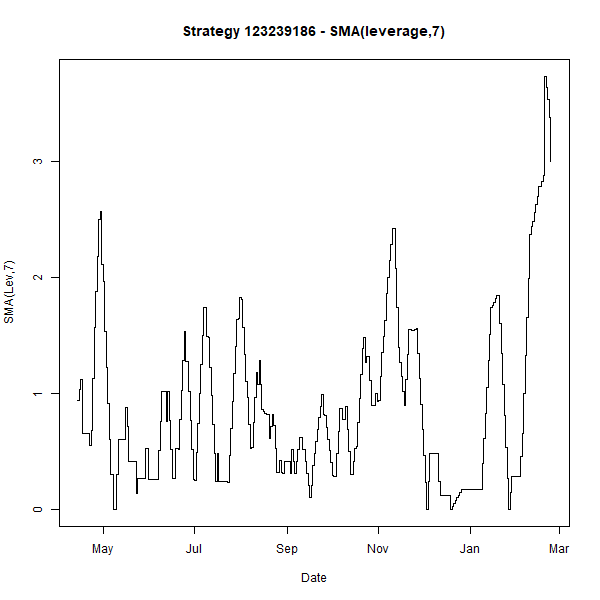 Strategy 123239186 - SMA(leverage,7)
SMA(Lev,7)
3
2
1
0
May Jul Sep Nov Jan Mar
Date